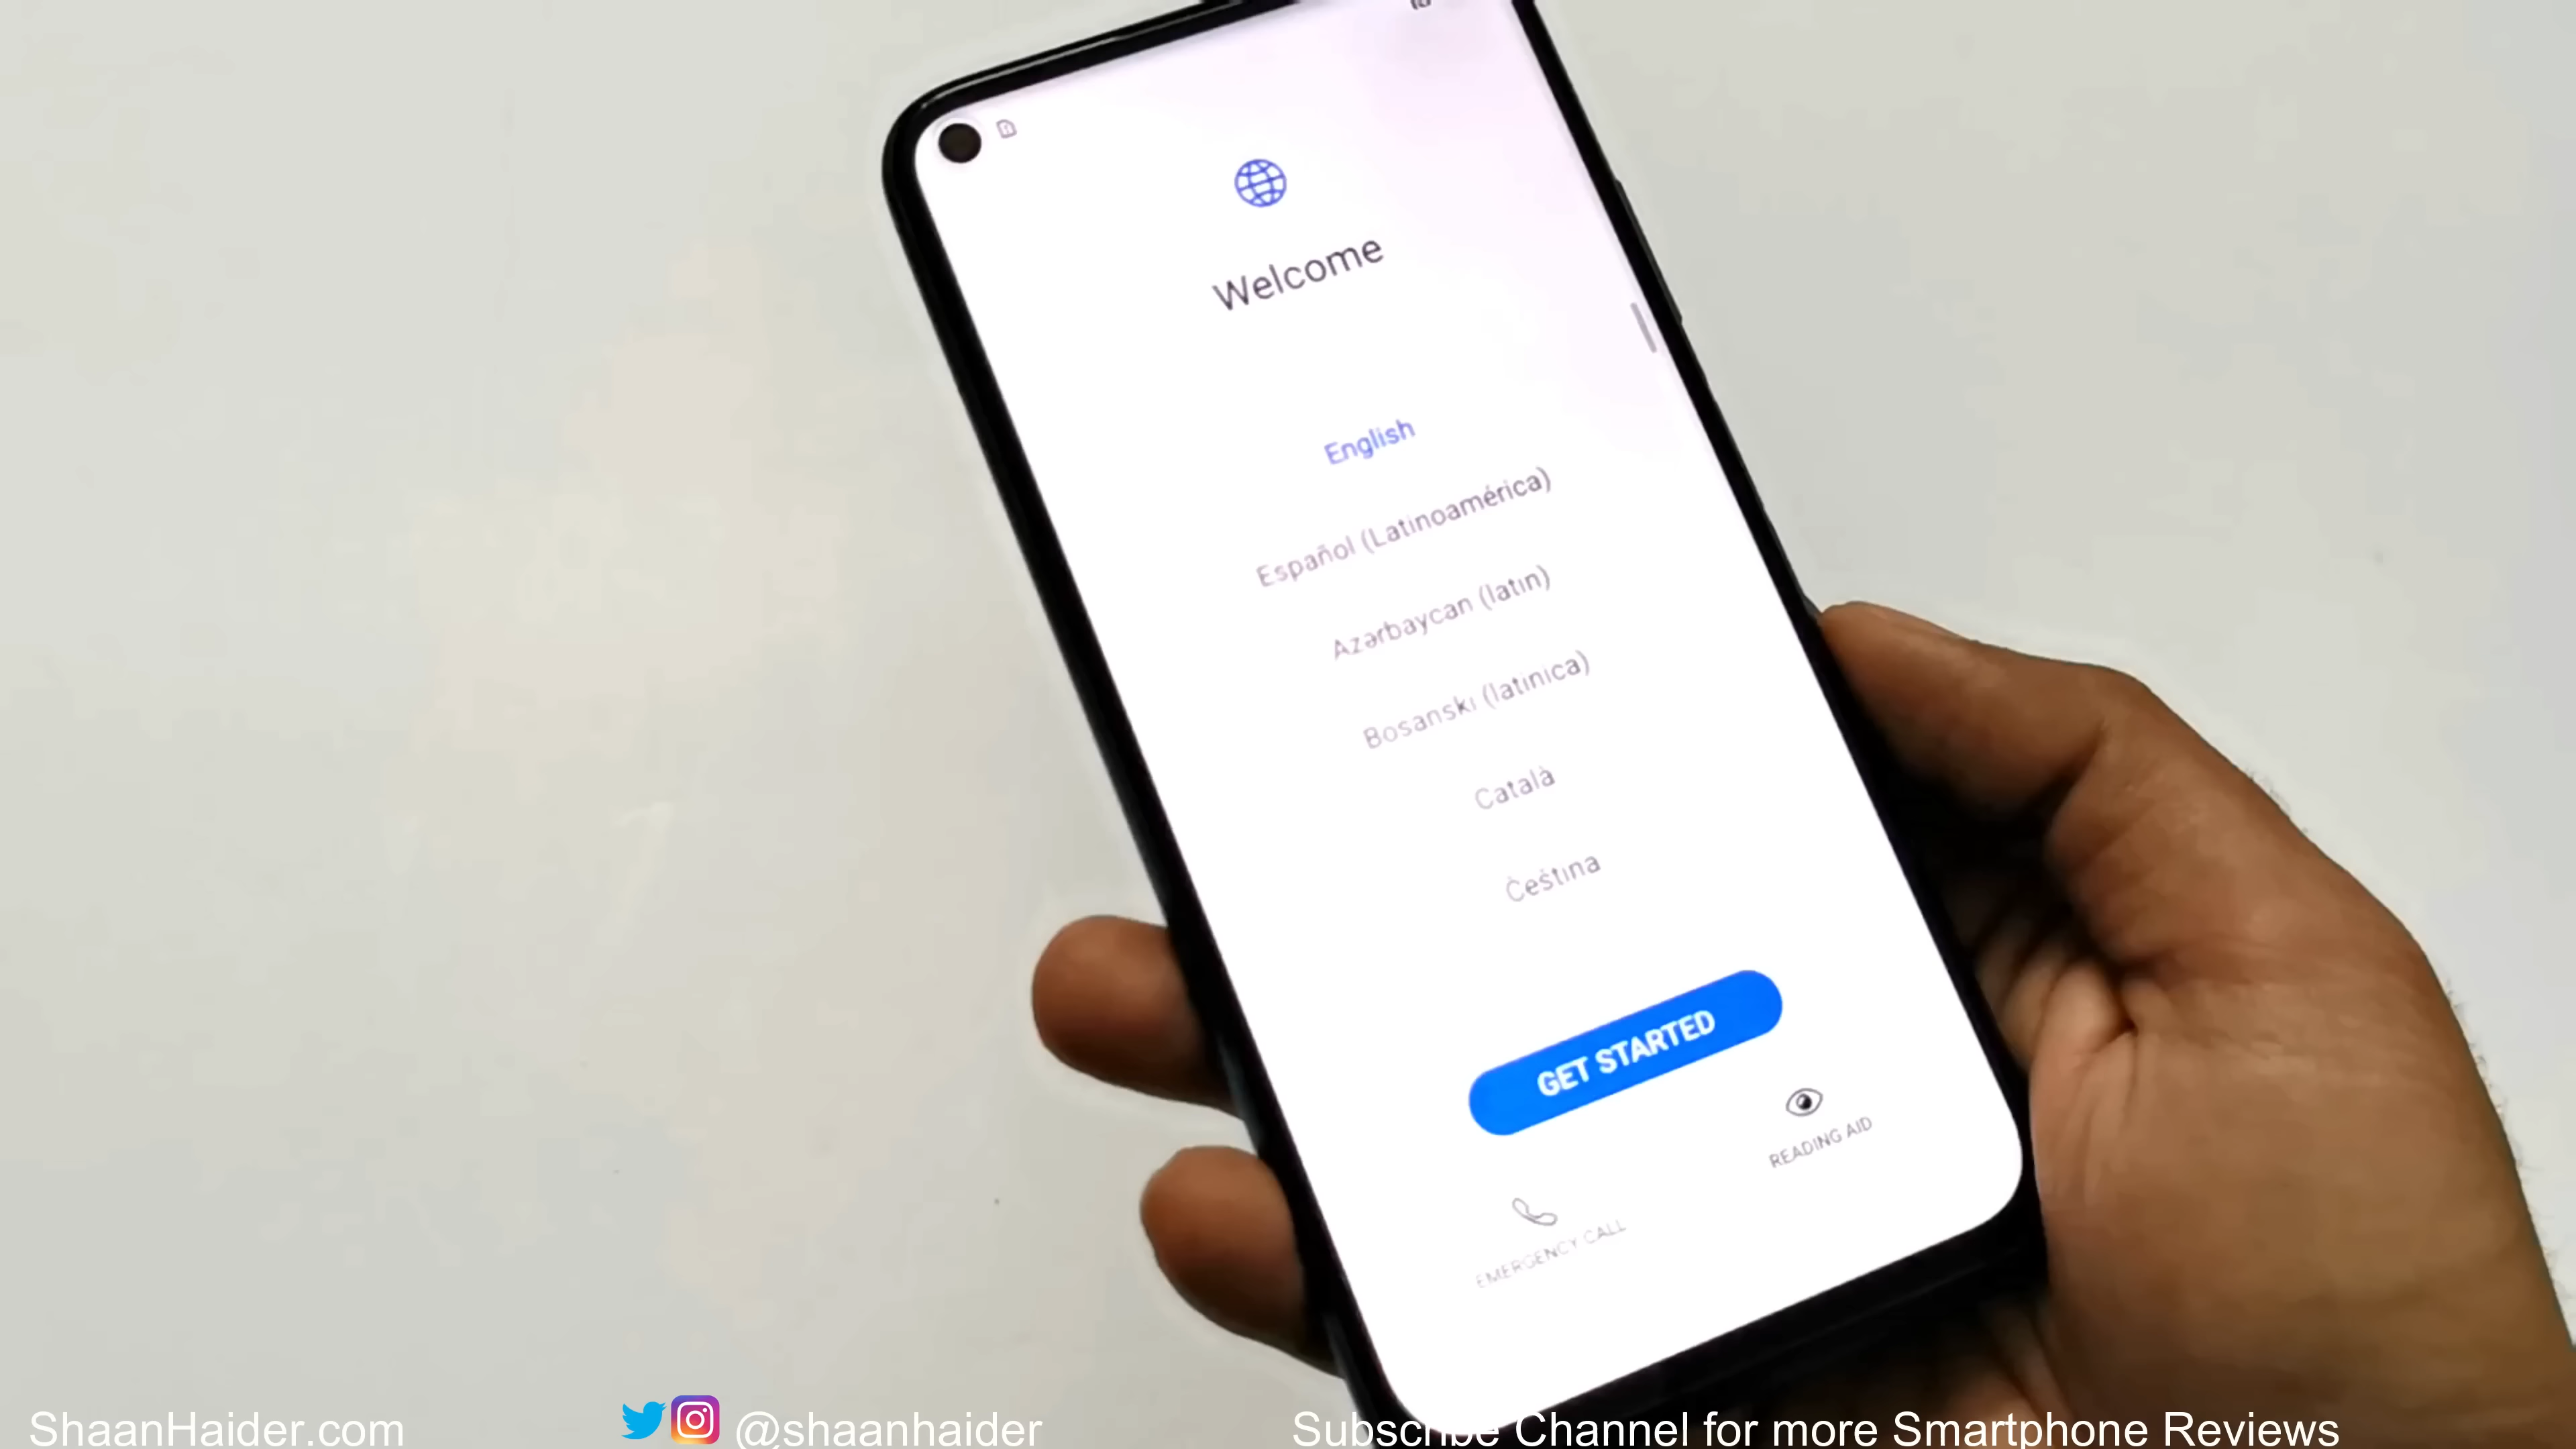 Welcome
English
Español (Latinoamérica)
Azərbaycan (latın)
Bosanski (latinica)
Català
Čeština
GET STARTED
READING AID
EMERGENCY CALL
ShaanHaider.com @shaanhaider Subscribe Channel for more Smartphone Reviews